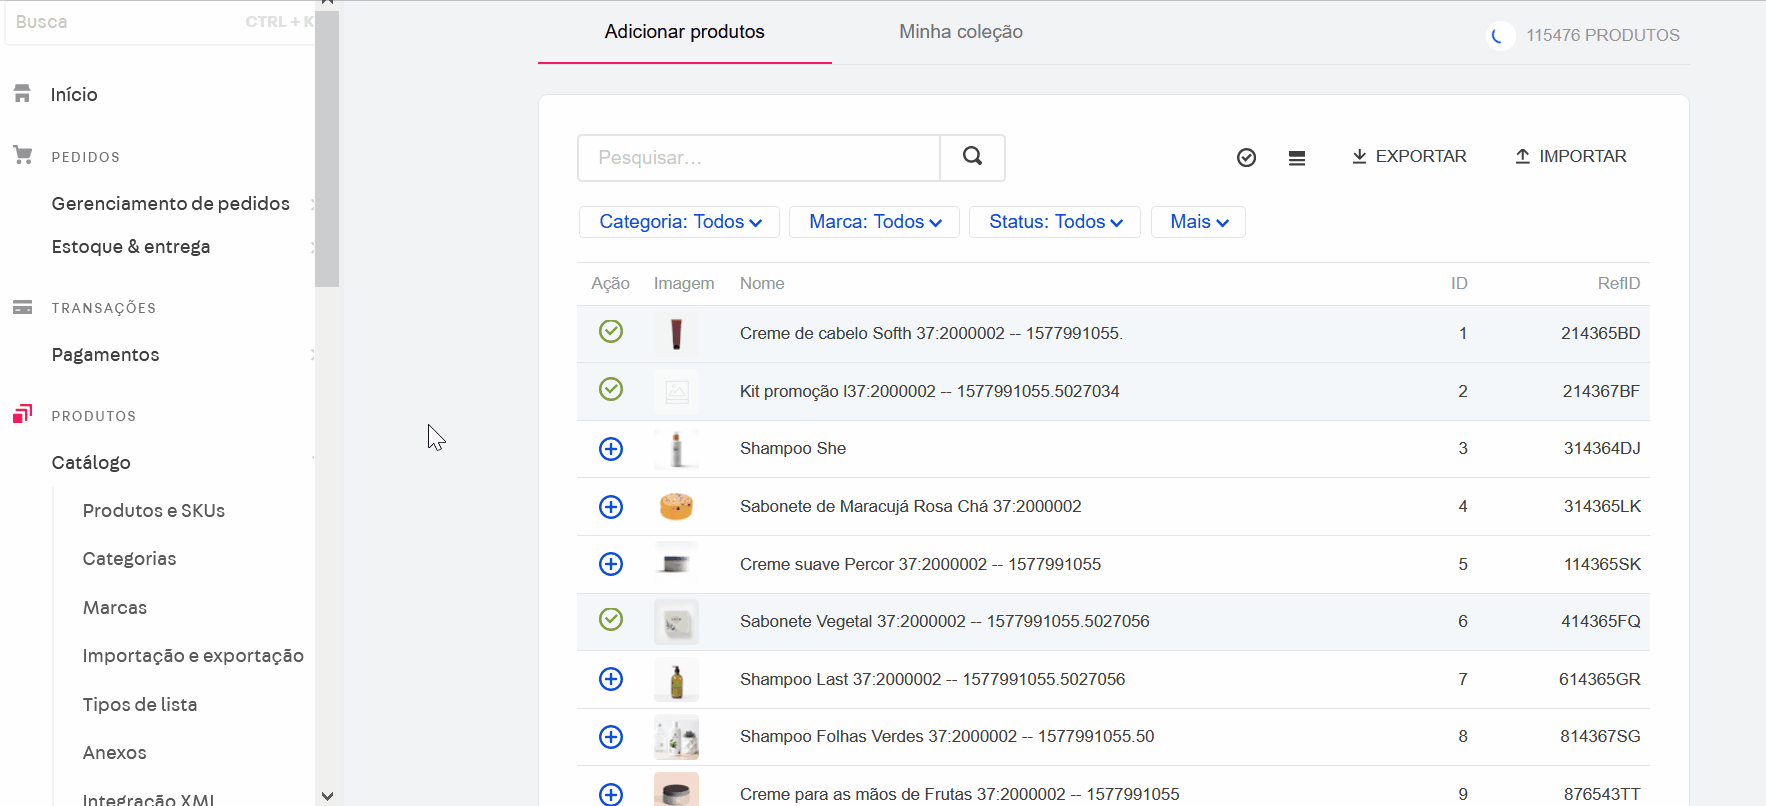 Busca CTRL + K
Início
PEDIDOS
Gerenciamento de pedidos
Estoque & entrega
TRANSAÇÕES
Pagamentos
PRODUTOS
Catálogo
Produtos e SKUs
Categorias
Marcas
Importação e exportação
Tipos de lista
Anexos
Integração XML
Adicionar produtos
Minha coleção
115476 PRODUTOS
Pesquisar...
EXPORTAR
IMPORTAR
Categoria: Todos
Marca: Todos
Status: Todos
Mais
Ação Imagem Nome ID RefID
Creme de cabelo Softh 37:2000002 -- 1577991055. 1 214365BD
Kit promoção l37:2000002 -- 1577991055.5027034 2 214367BF
Shampoo She 3 314364DJ
Sabonete de Maracujá Rosa Chá 37:2000002 4 314365LK
Creme suave Percor 37:2000002 -- 1577991055 5 114365SK
Sabonete Vegetal 37:2000002 -- 1577991055.5027056 6 414365FQ
Shampoo Last 37:2000002 -- 1577991055.5027056 7 614365GR
Shampoo Folhas Verdes 37:2000002 -- 1577991055.50 8 814367SG
Creme para as mãos de Frutas 37:2000002 -- 1577991055 9 876543TT